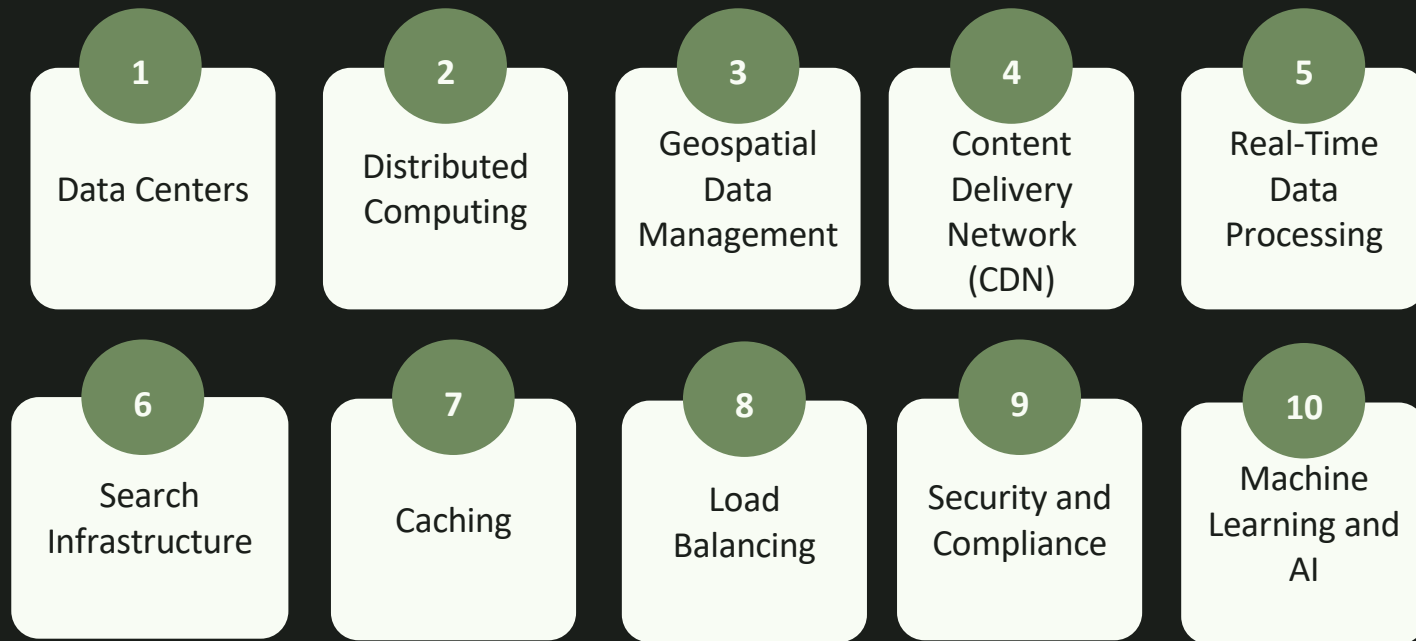 1
Data Centers
2
Distributed
Computing
3
Geospatial
Data
Management
4
Content
Delivery
Network
(CDN)
5
Real-Time
Data
Processing
6
Search
Infrastructure
7
Caching
8
Load
Balancing
9
Security and
Compliance
10
Machine
Learning and
AI